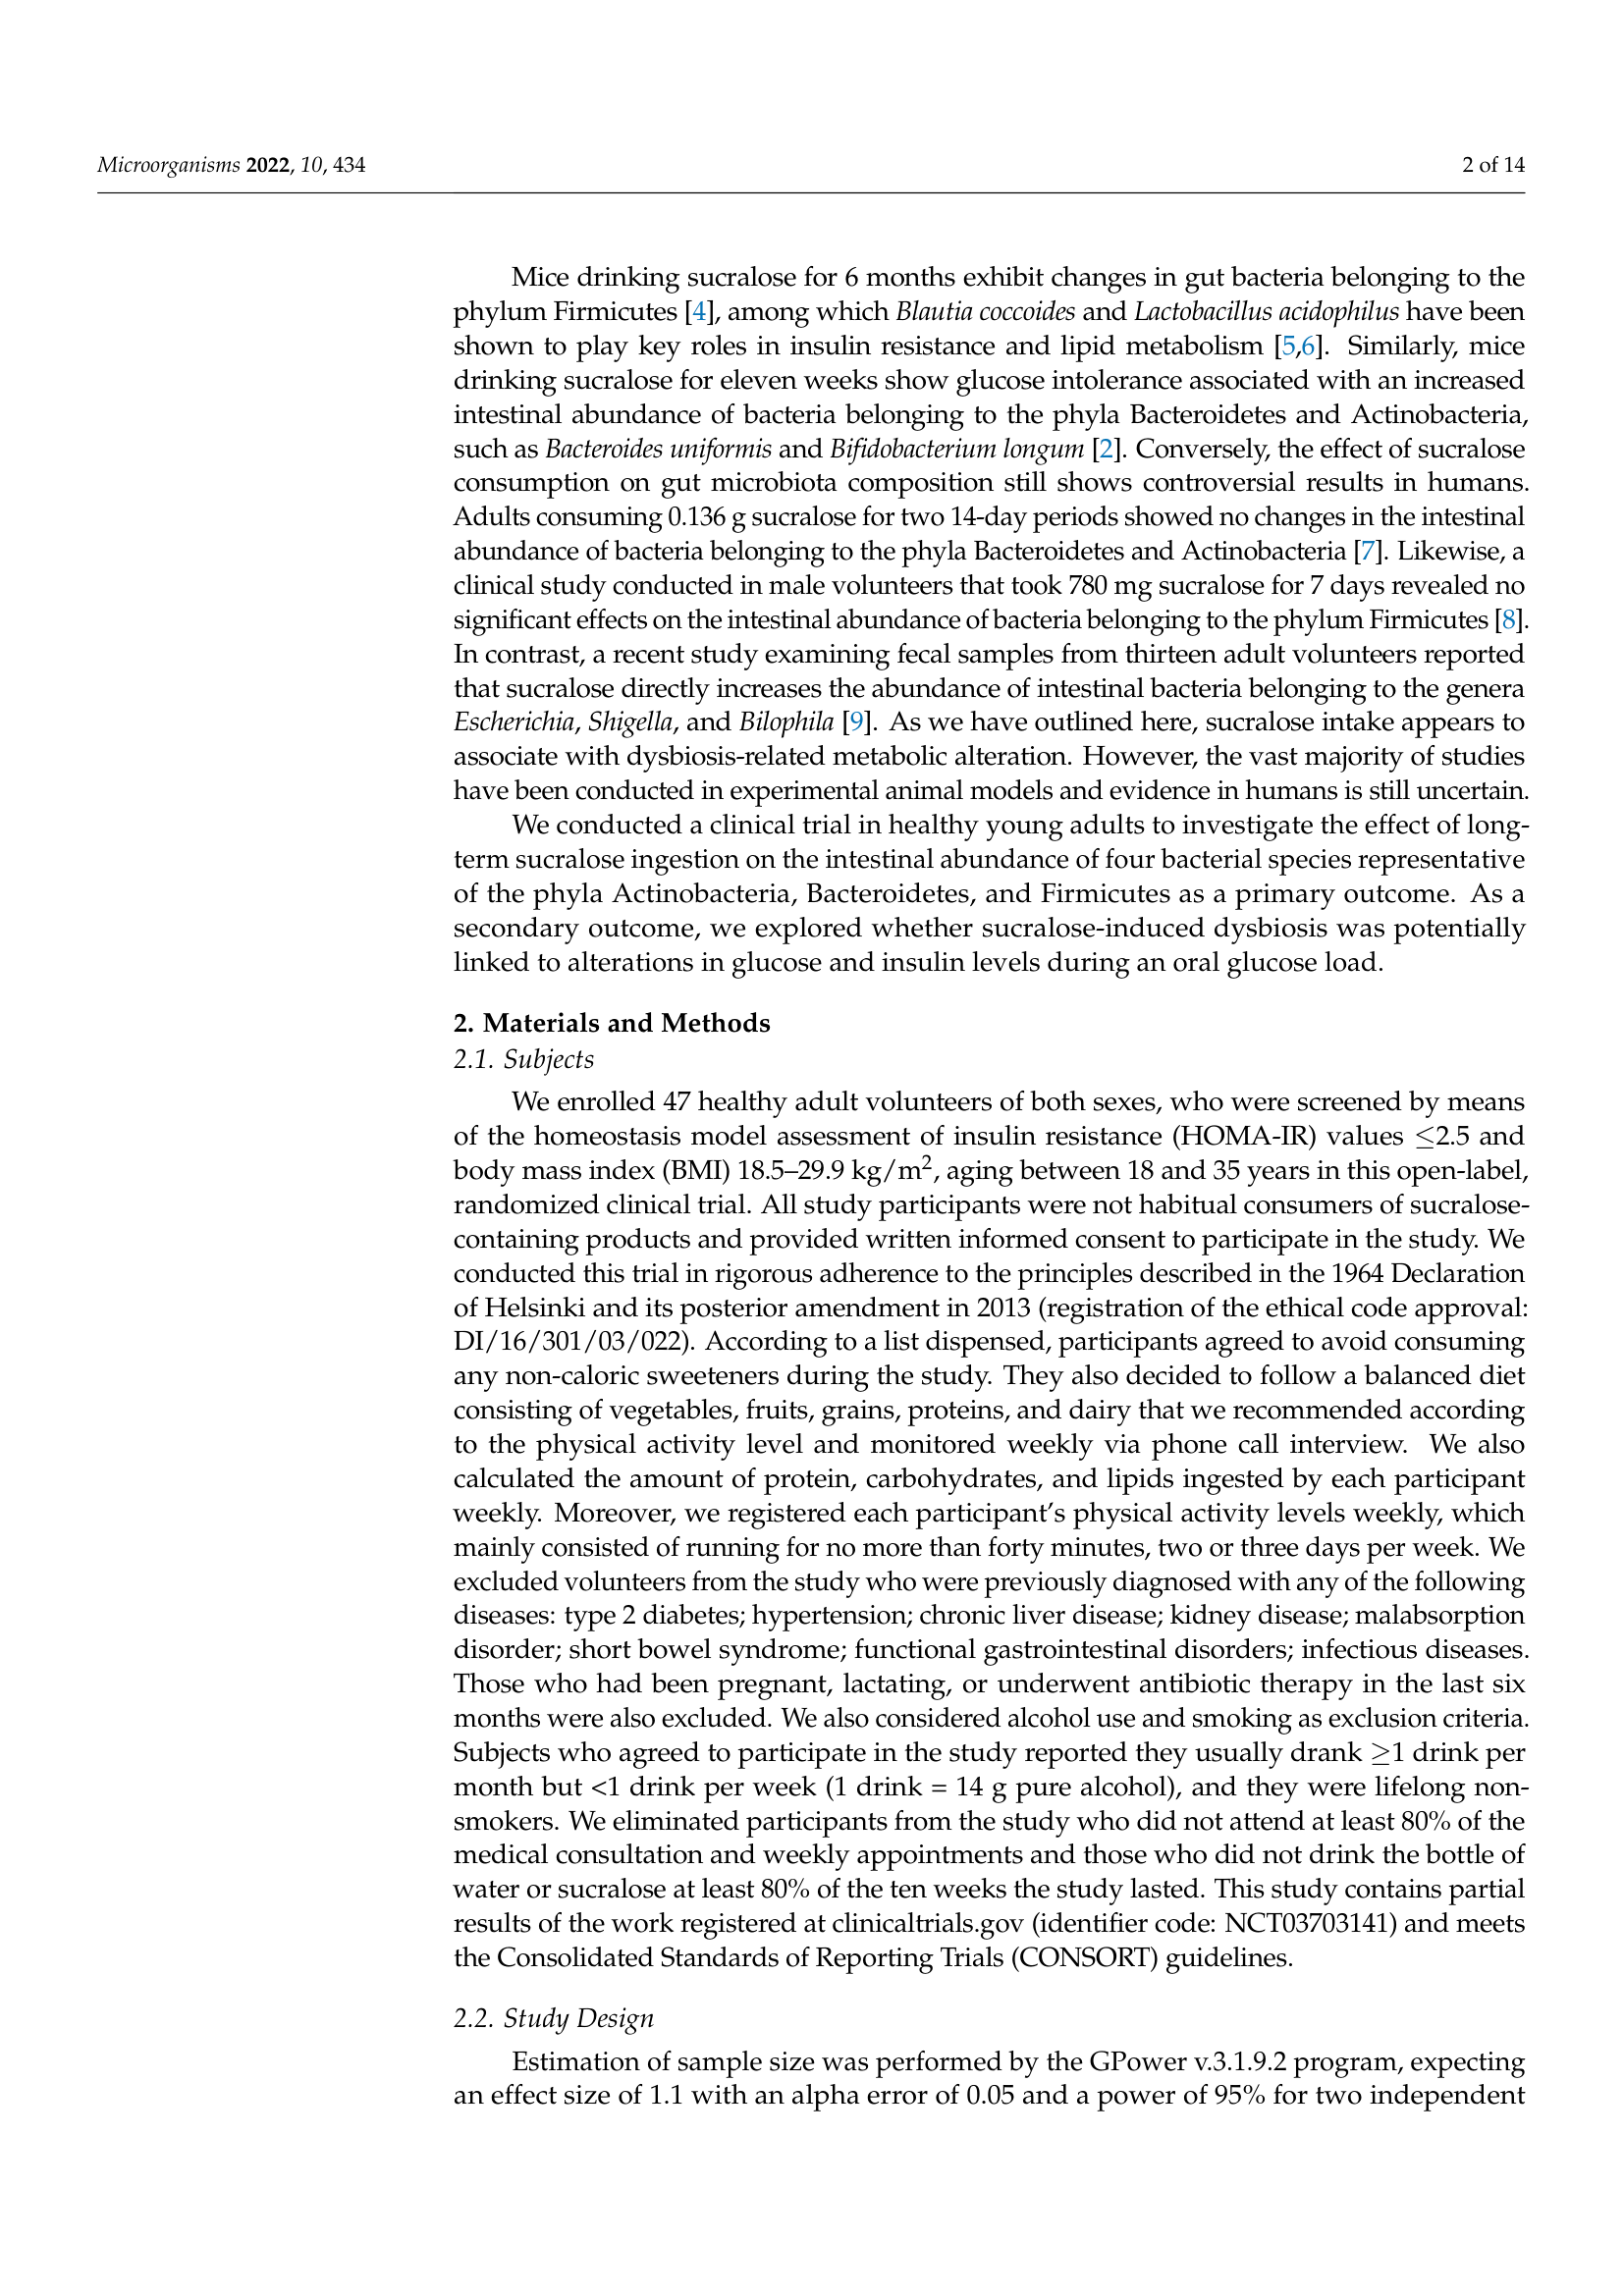 Microorganisms 2022, 10, 434
2 of 14
Mice drinking sucralose for 6 months exhibit changes in gut bacteria belonging to the
phylum Firmicutes [4], among which Blautia coccoides and Lactobacillus acidophilus have been
shown to play key roles in insulin resistance and lipid metabolism [5,6]. Similarly, mice
drinking sucralose for eleven weeks show glucose intolerance associated with an increased
intestinal abundance of bacteria belonging to the phyla Bacteroidetes and Actinobacteria,
such as Bacteroides uniformis and Bifidobacterium longum [2]. Conversely, the effect of sucralose
consumption on gut microbiota composition still shows controversial results in humans.
Adults consuming 0.136 g sucralose for two 14-day periods showed no changes in the intestinal
abundance of bacteria belonging to the phyla Bacteroidetes and Actinobacteria [7]. Likewise, a
clinical study conducted in male volunteers that took 780 mg sucralose for 7 days revealed no
significant effects on the intestinal abundance of bacteria belonging to the phylum Firmicutes [8].
In contrast, a recent study examining fecal samples from thirteen adult volunteers reported
that sucralose directly increases the abundance of intestinal bacteria belonging to the genera
Escherichia, Shigella, and Bilophila [9]. As we have outlined here, sucralose intake appears to
associate with dysbiosis-related metabolic alteration. However, the vast majority of studies
have been conducted in experimental animal models and evidence in humans is still uncertain.
We conducted a clinical trial in healthy young adults to investigate the effect of long-
term sucralose ingestion on the intestinal abundance of four bacterial species representative
of the phyla Actinobacteria, Bacteroidetes, and Firmicutes as a primary outcome. As a
secondary outcome, we explored whether sucralose-induced dysbiosis was potentially
linked to alterations in glucose and insulin levels during an oral glucose load.
2. Materials and Methods
2.1. Subjects
We enrolled 47 healthy adult volunteers of both sexes, who were screened by means
of the homeostasis model assessment of insulin resistance (HOMA-IR) values ≤2.5 and
body mass index (BMI) 18.5–29.9 kg/m², aging between 18 and 35 years in this open-label,
randomized clinical trial. All study participants were not habitual consumers of sucralose-
containing products and provided written informed consent to participate in the study. We
conducted this trial in rigorous adherence to the principles described in the 1964 Declaration
of Helsinki and its posterior amendment in 2013 (registration of the ethical code approval:
DI/16/301/03/022). According to a list dispensed, participants agreed to avoid consuming
any non-caloric sweeteners during the study. They also decided to follow a balanced diet
consisting of vegetables, fruits, grains, proteins, and dairy that we recommended according
to the physical activity level and monitored weekly via phone call interview. We also
calculated the amount of protein, carbohydrates, and lipids ingested by each participant
weekly. Moreover, we registered each participant's physical activity levels weekly, which
mainly consisted of running for no more than forty minutes, two or three days per week. We
excluded volunteers from the study who were previously diagnosed with any of the following
diseases: type 2 diabetes; hypertension; chronic liver disease; kidney disease; malabsorption
disorder; short bowel syndrome; functional gastrointestinal disorders; infectious diseases.
Those who had been pregnant, lactating, or underwent antibiotic therapy in the last six
months were also excluded. We also considered alcohol use and smoking as exclusion criteria.
Subjects who agreed to participate in the study reported they usually drank ≥1 drink per
month but <1 drink per week (1 drink = 14 g pure alcohol), and they were lifelong non-
smokers. We eliminated participants from the study who did not attend at least 80% of the
medical consultation and weekly appointments and those who did not drink the bottle of
water or sucralose at least 80% of the ten weeks the study lasted. This study contains partial
results of the work registered at clinicaltrials.gov (identifier code: NCT03703141) and meets
the Consolidated Standards of Reporting Trials (CONSORT) guidelines.
2.2. Study Design
Estimation of sample size was performed by the GPower v.3.1.9.2 program, expecting
an effect size of 1.1 with an alpha error of 0.05 and a power of 95% for two independent